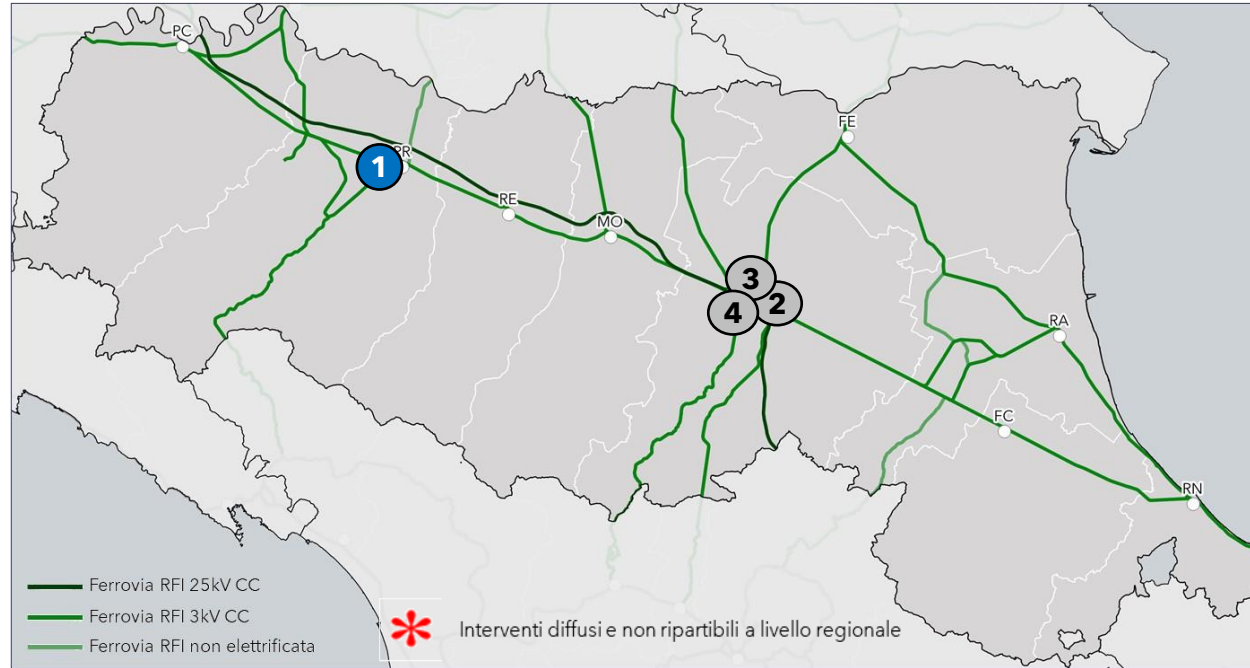 PC
FE
1
PR
RE
MO
3
2
4
RA
FC
RN
Ferrovia RFI 25kV CC
Ferrovia RFI 3kV CC
Ferrovia RFI non elettrificata
* Interventi diffusi e non ripartibili a livello regionale